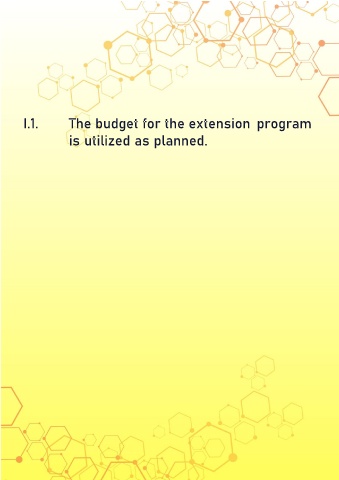 I.1. The budget for the extension program
is utilized as planned.